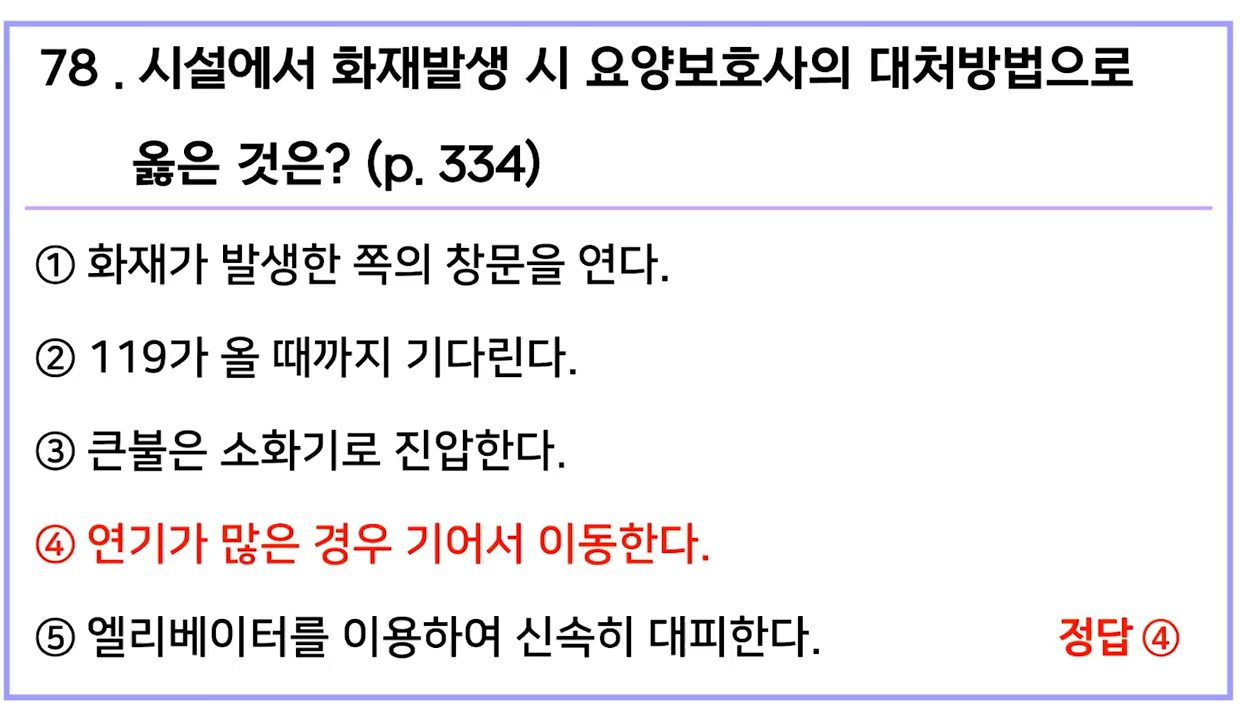 78 . 시설에서 화재발생 시 요양보호사의 대처방법으로
옳은 것은? (p. 334)
① 화재가 발생한 쪽의 창문을 연다.
② 119가 올 때까지 기다린다.
③ 큰불은 소화기로 진압한다.
④ 연기가 많은 경우 기어서 이동한다.
⑤ 엘리베이터를 이용하여 신속히 대피한다. 정답 ④